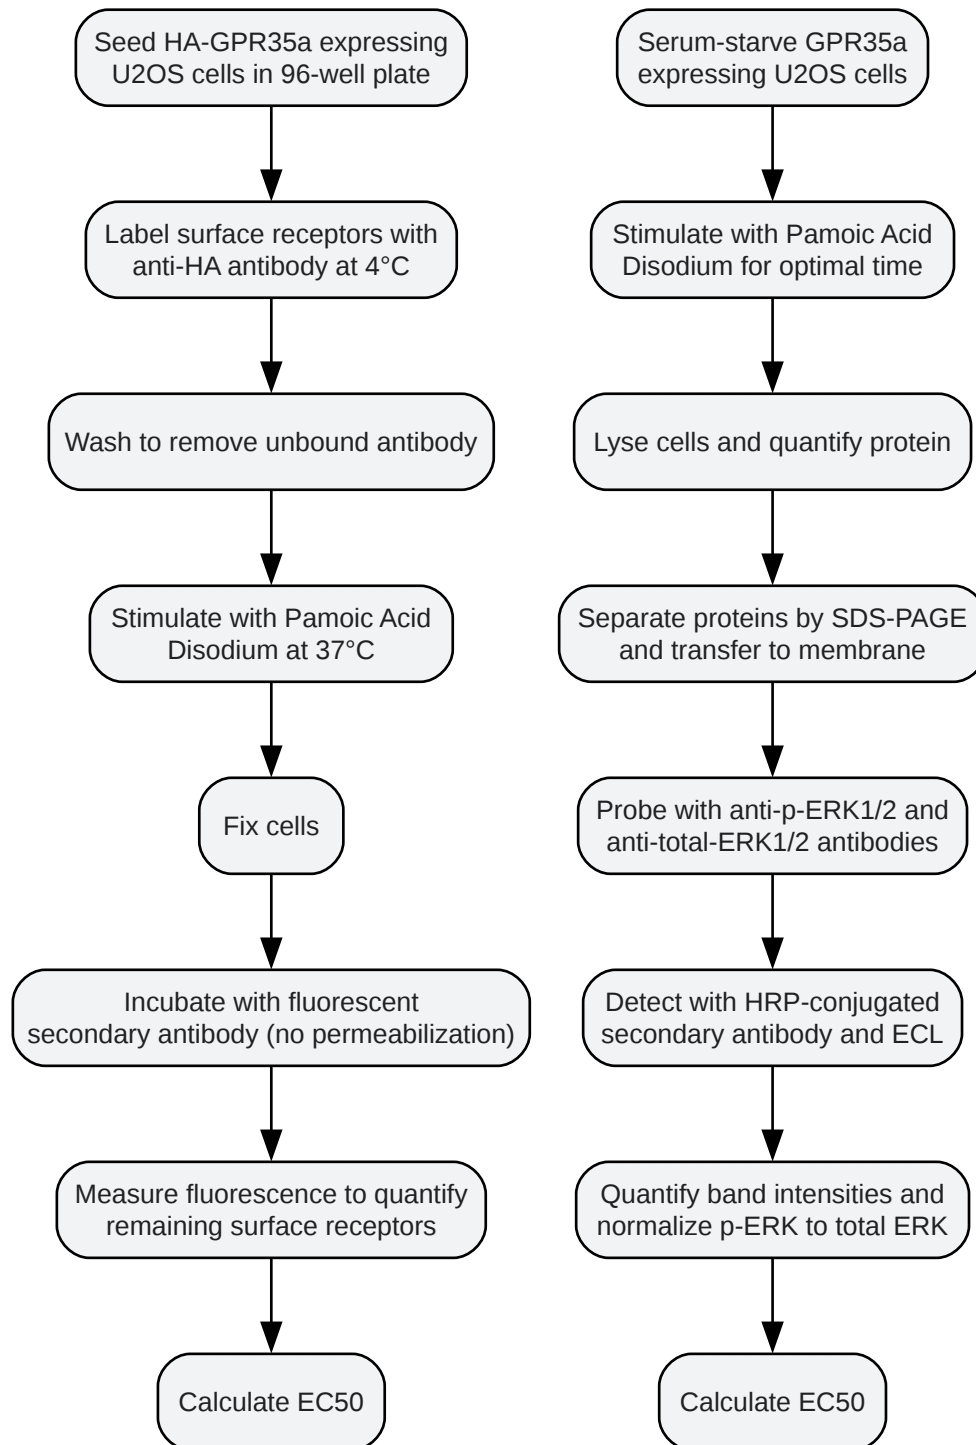 Seed HA-GPR35a expressing
U2OS cells in 96-well plate
Label surface receptors with
anti-HA antibody at 4°C
Wash to remove unbound antibody
Stimulate with Pamoic Acid
Disodium at 37°C
Fix cells
Incubate with fluorescent
secondary antibody (no permeabilization)
Measure fluorescence to quantify
remaining surface receptors
Calculate EC50
Serum-starve GPR35a
expressing U2OS cells
Stimulate with Pamoic Acid
Disodium for optimal time
Lyse cells and quantify protein
Separate proteins by SDS-PAGE
and transfer to membrane
Probe with anti-p-ERK1/2 and
anti-total-ERK1/2 antibodies
Detect with HRP-conjugated
secondary antibody and ECL
Quantify band intensities and
normalize p-ERK to total ERK
Calculate EC50